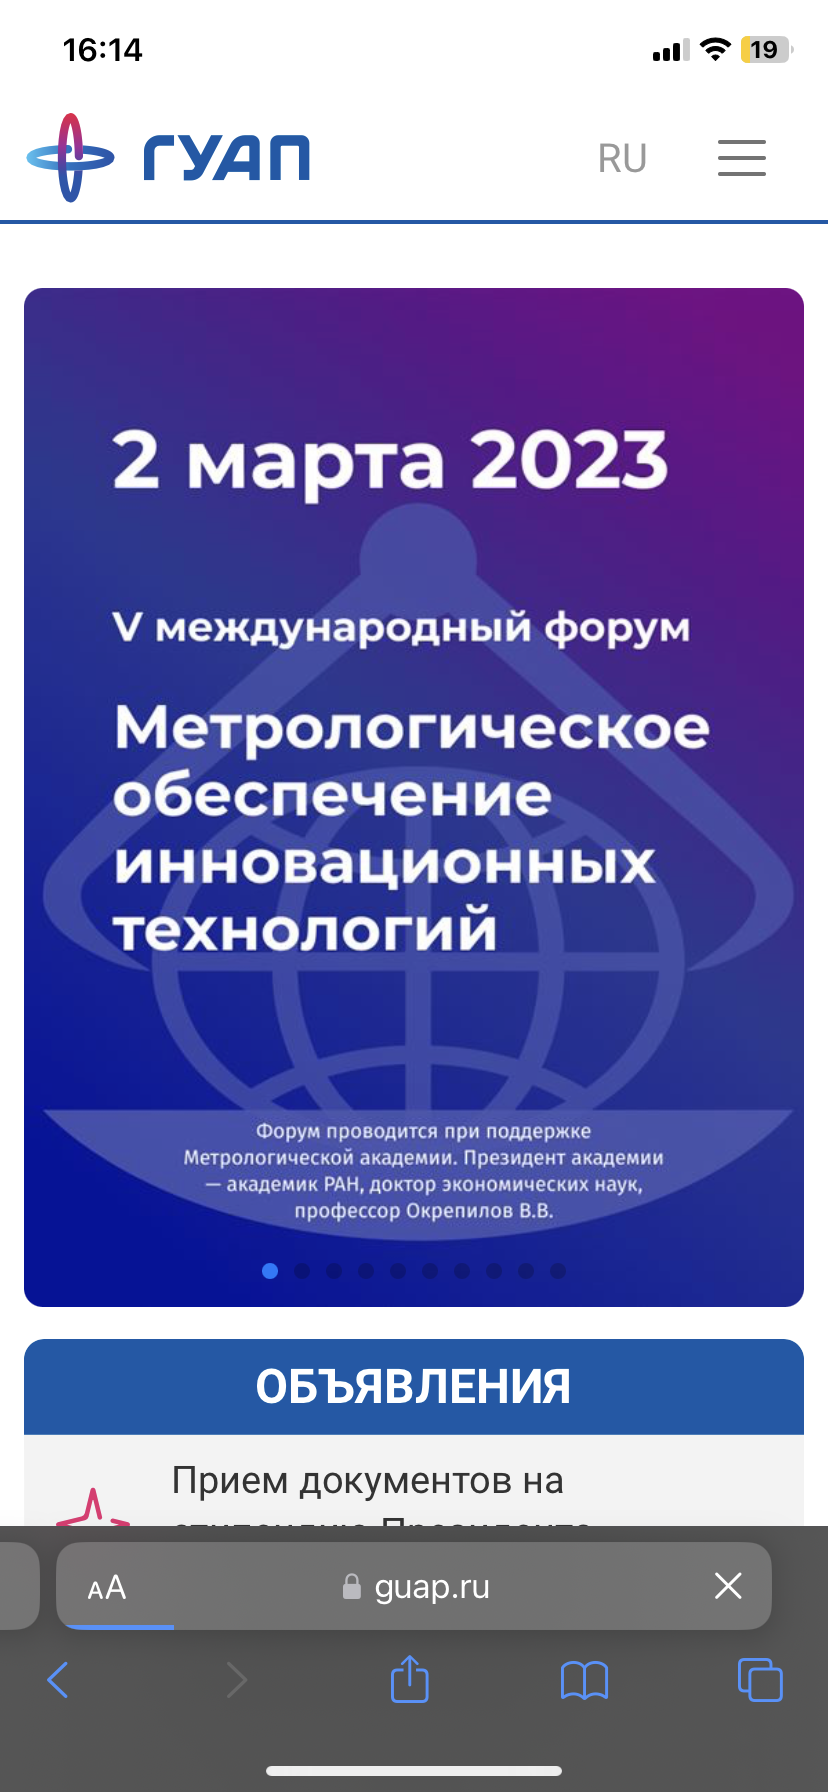 16:14
19
ГУАП
RU
2 марта 2023
V международный форум
Метрологическое
обеспечение
инновационных
технологий
Форум проводится при поддержке
Метрологической академии. Президент академии
— академик РАН, доктор экономических наук,
профессор Окрепилов В.В.
ОБЪЯВЛЕНИЯ
Прием документов на
стипендию Президента
AA
guap.ru